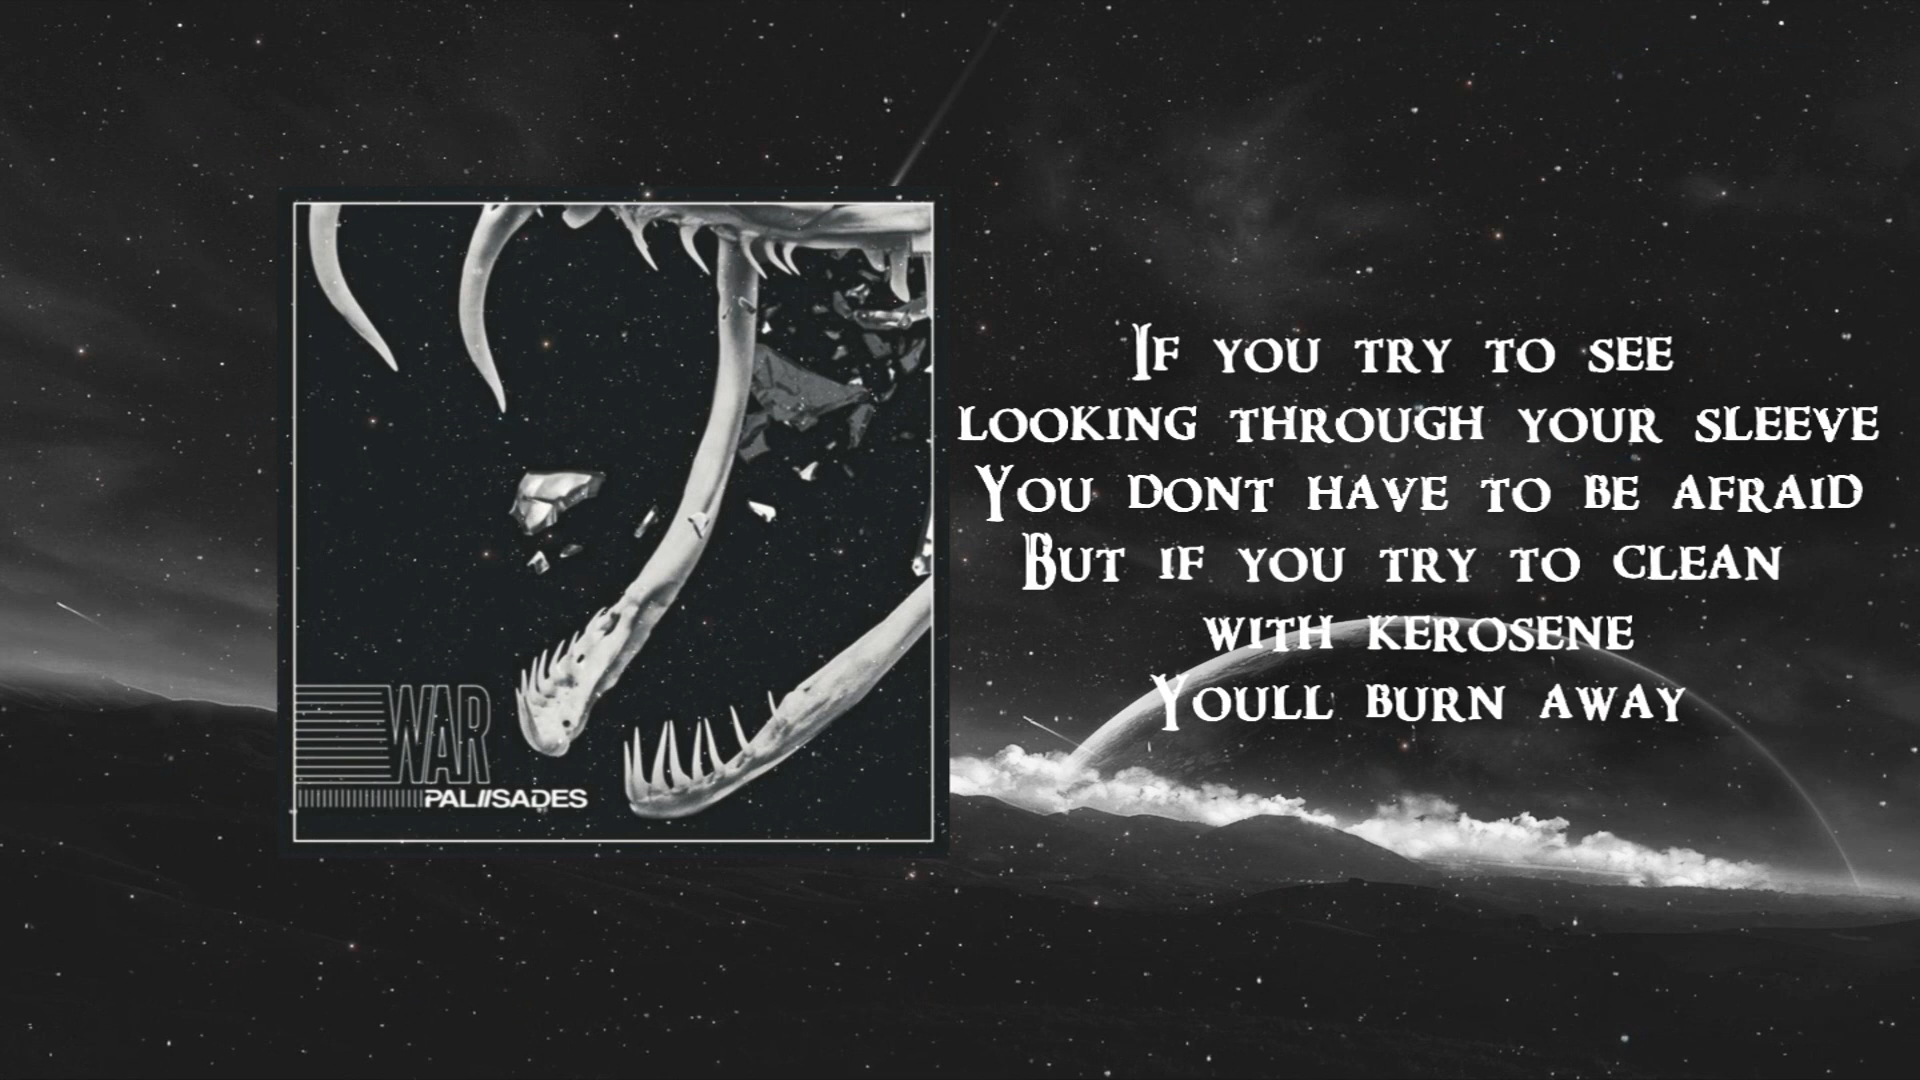 If you try to see
looking through your sleeve
You dont have to be afraid
But if you try to clean
with kerosene
Youll burn away
WAR
PALIISADES